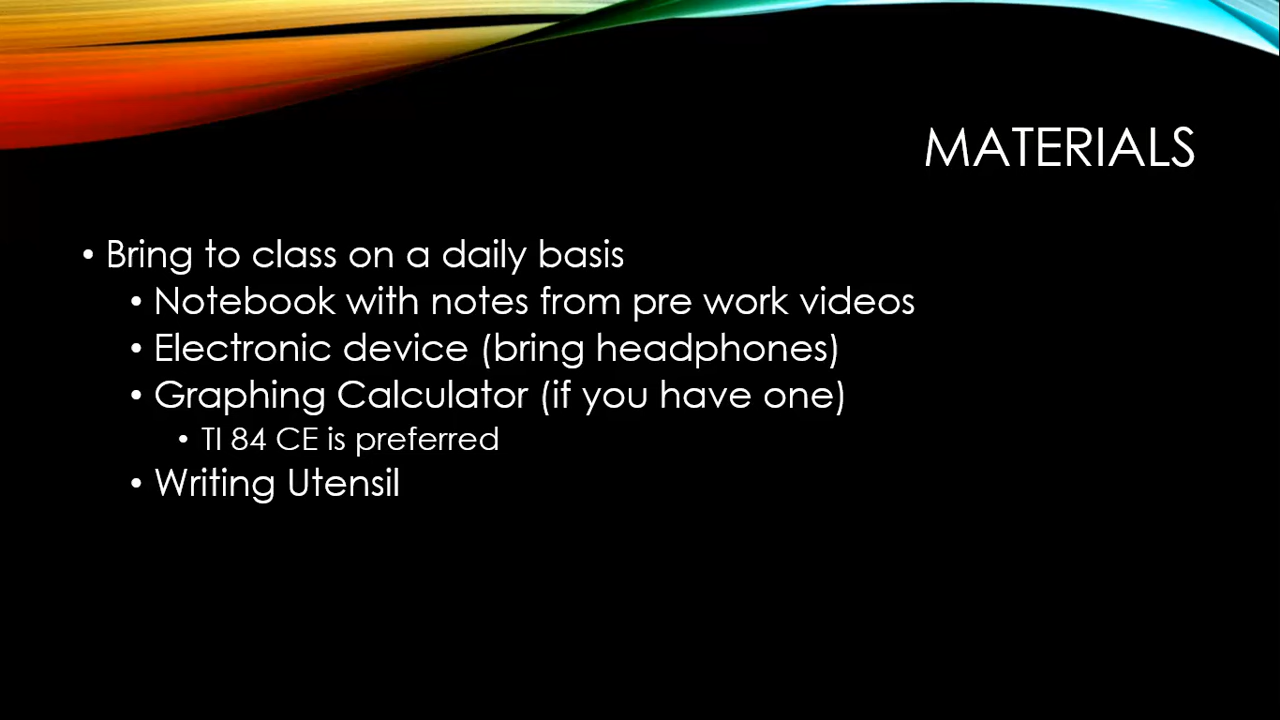 MATERIALS
• Bring to class on a daily basis
• Notebook with notes from pre work videos
• Electronic device (bring headphones)
• Graphing Calculator (if you have one)
• TI 84 CE is preferred
• Writing Utensil